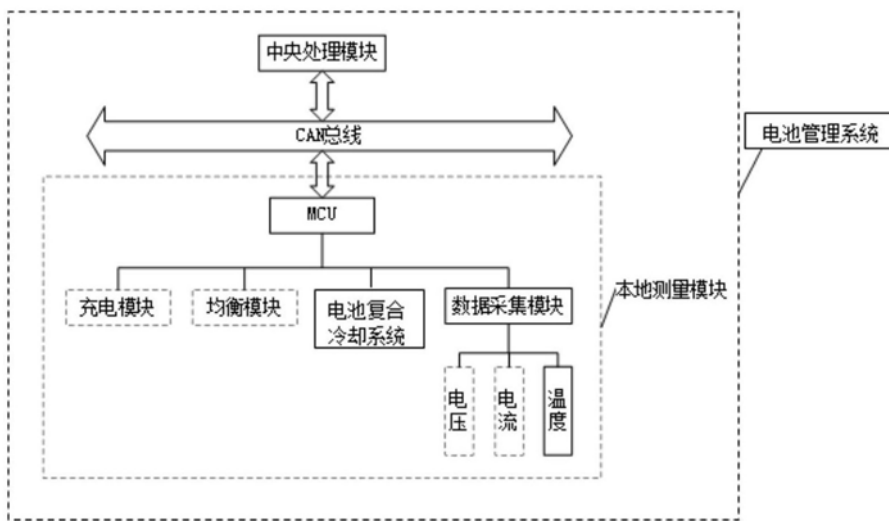 中央处理模块
CAN总线
电池管理系统
MCU
充电模块
均衡模块
电池复合
冷却系统
数据采集模块
本地测量模块
电压
电流
温度